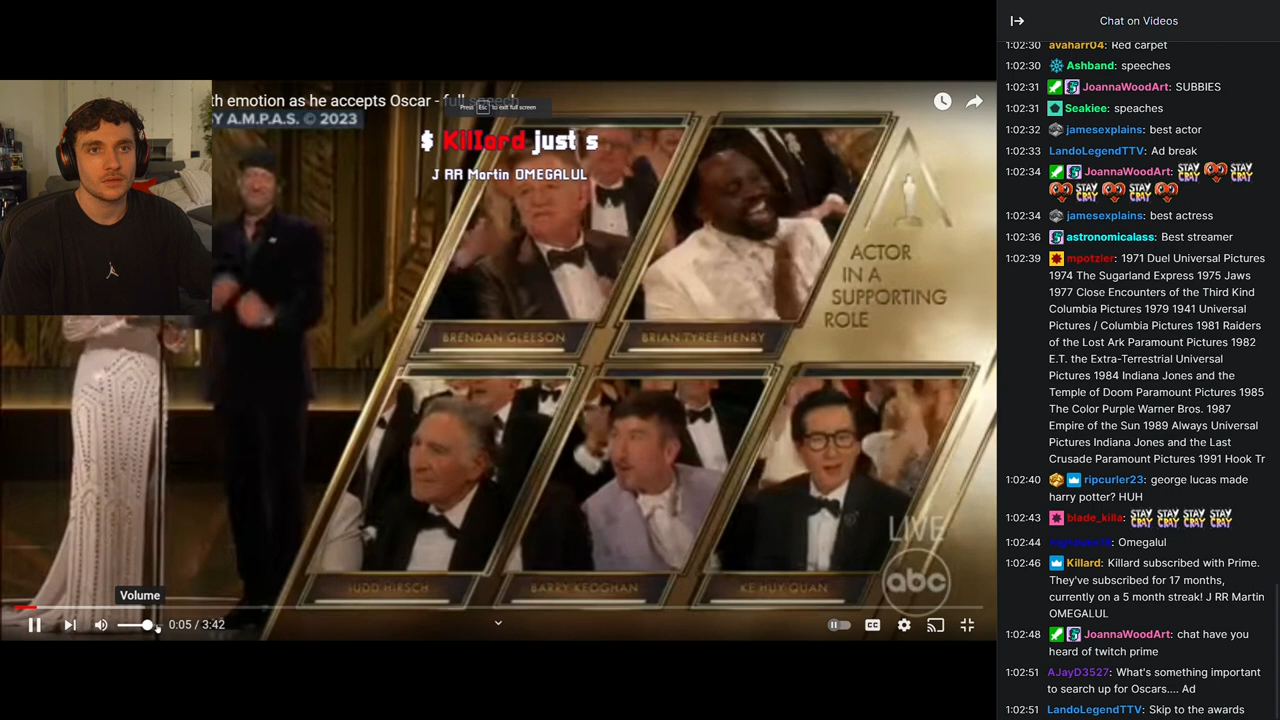 th emotion as he accepts Oscar - full speech
Press Esc to exit full screen
Y A.M.P.A.S. © 2023
$ Killord just s
J RR Martin OMEGALUL
ACTOR
IN A
SUPPORTING
ROLE
BRENDAN GLEESON
BRIAN TYREE HENRY
JUDD HIRSCH
BARRY KEOGHAN
KE HUY QUAN
LIVE
abc
Volume
0:05 / 3:42
CC
Chat on Videos
1:02:30 avaharr04: Red carpet
1:02:30 Ashband: speeches
1:02:31 JoannaWoodArt: SUBBIES
1:02:31 Seakiee: speaches
1:02:32 jamesexplains: best actor
1:02:33 LandoLegendTTV: Ad break
1:02:34 JoannaWoodArt: STAY CRAY STAY CRAY
STAY CRAY STAY CRAY
1:02:34 jamesexplains: best actress
1:02:36 astronomicalass: Best streamer
1:02:39 mpotzler: 1971 Duel Universal Pictures
1974 The Sugarland Express 1975 Jaws
1977 Close Encounters of the Third Kind
Columbia Pictures 1979 1941 Universal
Pictures / Columbia Pictures 1981 Raiders
of the Lost Ark Paramount Pictures 1982
E.T. the Extra-Terrestrial Universal
Pictures 1984 Indiana Jones and the
Temple of Doom Paramount Pictures 1985
The Color Purple Warner Bros. 1987
Empire of the Sun 1989 Always Universal
Pictures Indiana Jones and the Last
Crusade Paramount Pictures 1991 Hook Tr
1:02:40 ripcurler23: george lucas made
harry potter? HUH
1:02:43 blade_killa: STAY CRAY STAY CRAY STAY CRAY STAY CRAY
1:02:44 Omegalul
1:02:46 Killard: Killard subscribed with Prime.
They've subscribed for 17 months,
currently on a 5 month streak! J RR Martin
OMEGALUL
1:02:48 JoannaWoodArt: chat have you
heard of twitch prime
1:02:51 AJayD3527: What's something important
to search up for Oscars.... Ad
1:02:51 LandoLegendTTV: Skip to the awards